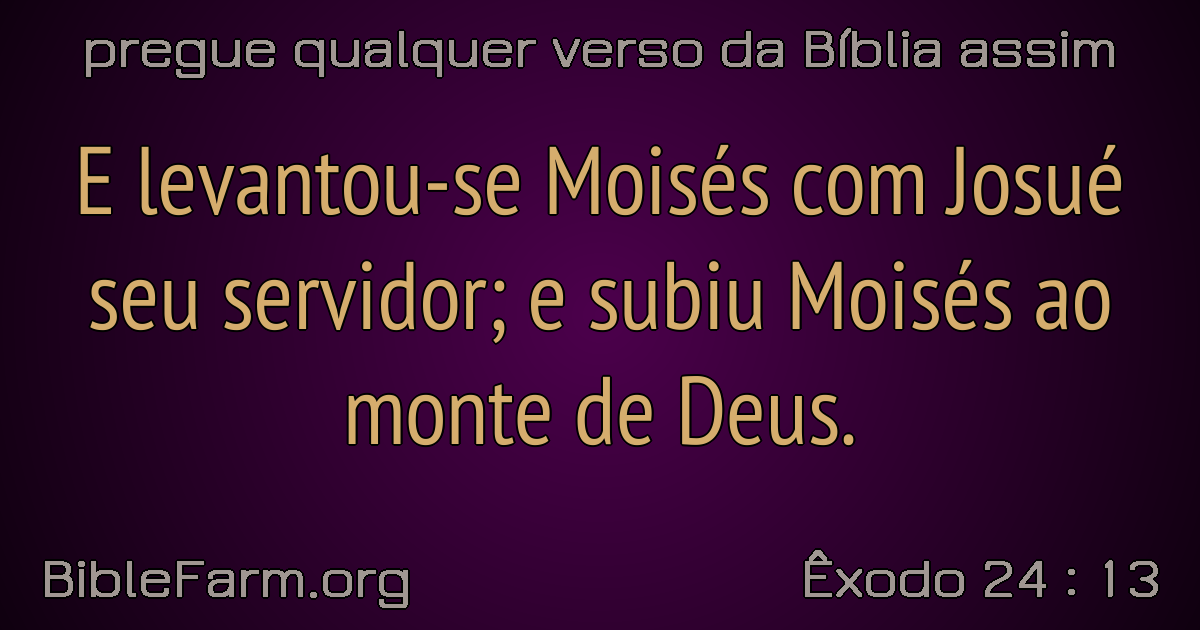 pregue qualquer verso da Bíblia assim
E levantou-se Moisés com Josué
seu servidor; e subiu Moisés ao
monte de Deus.
BibleFarm.org
Êxodo 24 : 13